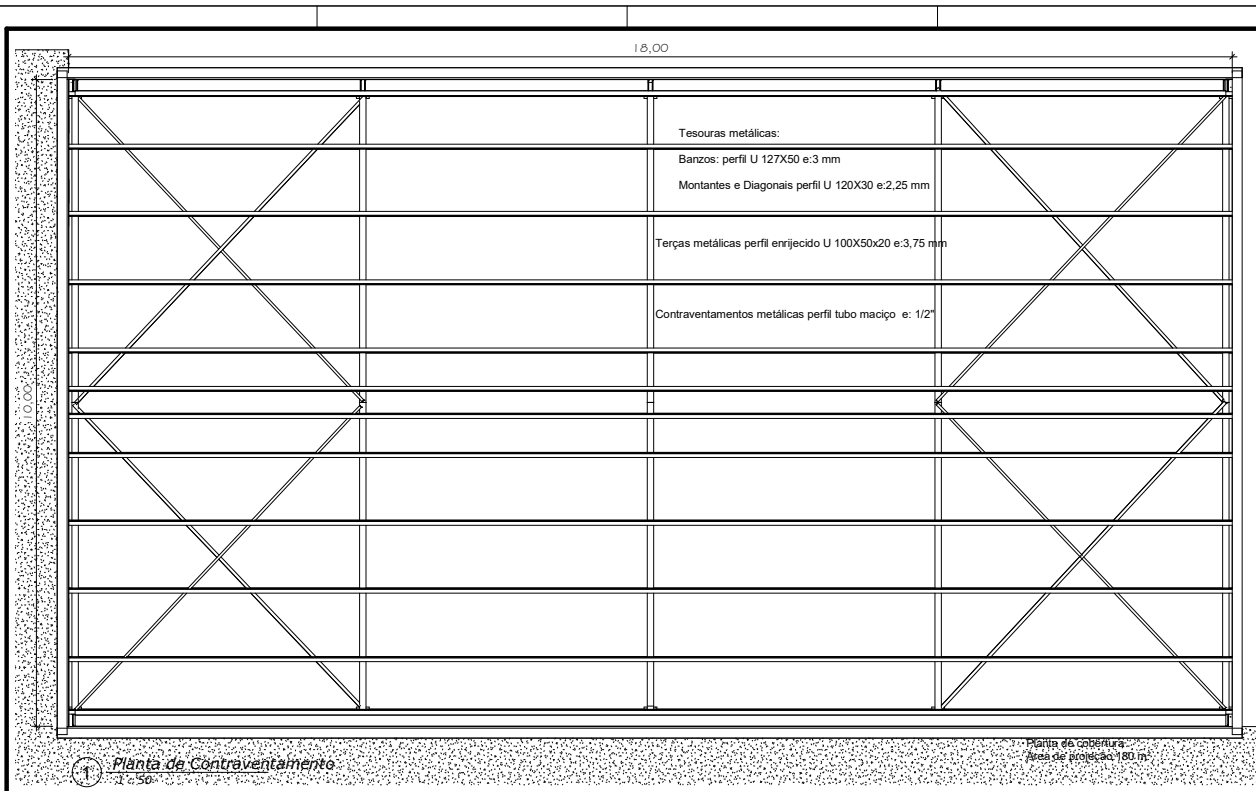 18,00
Tesouras metálicas:
Banzos: perfil U 127X50 e:3 mm
Montantes e Diagonais perfil U 120X30 e:2,25 mm
Terças metálicas perfil enrijecido U 100X50x20 e:3,75 mm
Contraventamentos metálicas perfil tubo maciço e: 1/2"
10,00
Planta de cobertura
Área de projeção 180 m²
1
Planta de Contraventamento
1 : 50